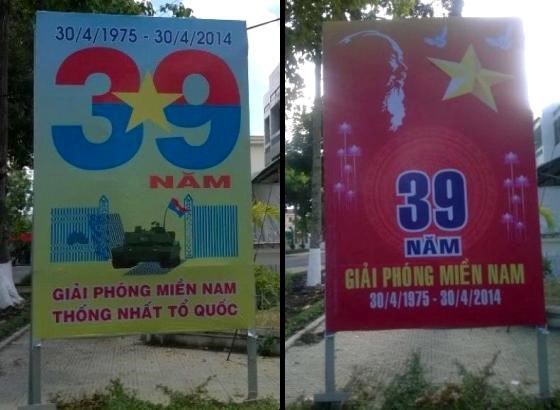 30/4/1975 - 30/4/2014
39
NĂM
GIẢI PHÓNG MIỀN NAM
THỐNG NHẤT TỔ QUỐC
39
NĂM
GIẢI PHÓNG MIỀN NAM
30/4/1975 - 30/4/2014